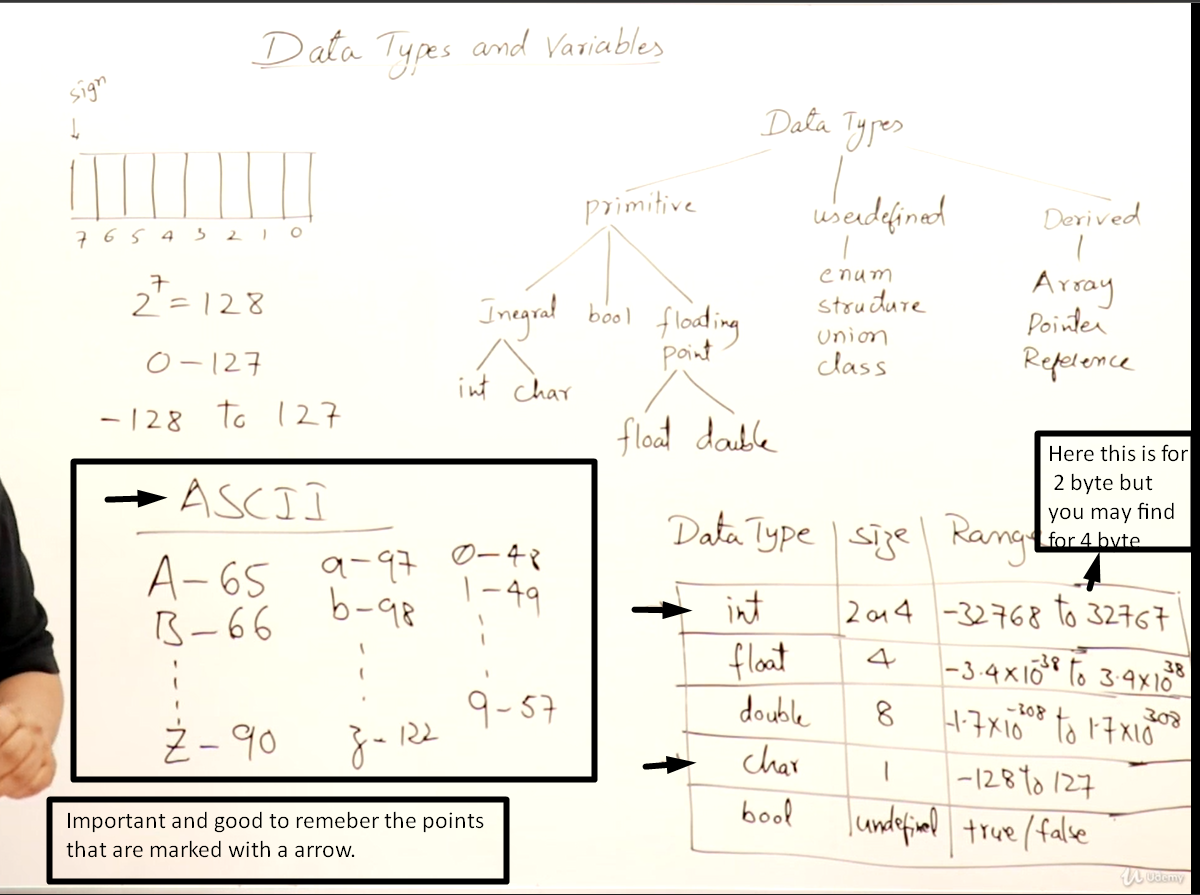 Data Types and Variables
sign
7 6 5 4 3 2 1 0
2^7 = 128
0 - 127
-128 to 127
Data Types
primitive
userdefined
Derived
Inegral
bool
floating
point
int char
float double
enum
structure
union
class
Array
Pointer
Reference
ASCII
A-65 a-97 0-48
B-66 b-98 1-49
Z-90 z-122 9-57
Important and good to remeber the points
that are marked with a arrow.
Here this is for
2 byte but
you may find
for 4 byte
Data Type size Range
int 2 or 4 -32768 to 32767
float 4 -3.4×10^-38 to 3.4×10^38
double 8 -1.7×10^-308 to 1.7×10^308
char 1 -128 to 127
bool undefined true/false
Udemy